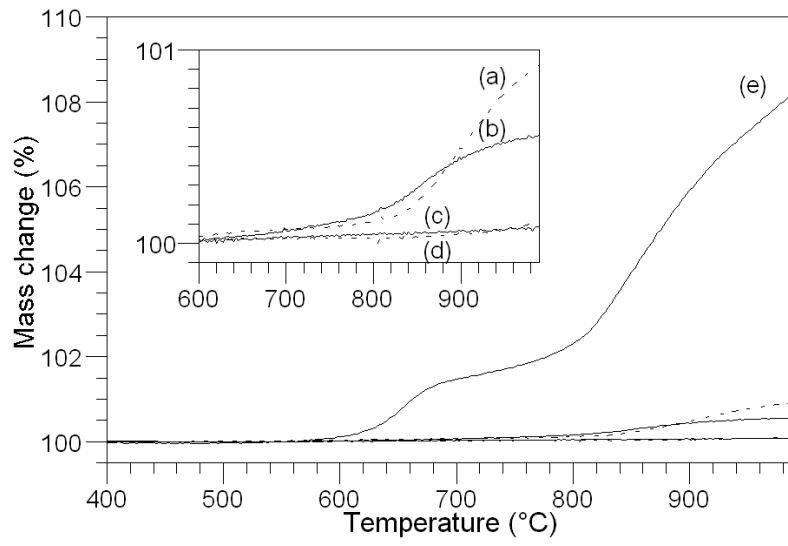 110
108
106
104
102
100
Mass change (%)
400 500 600 700 800 900
Temperature (°C)
101
100
600 700 800 900
(a)
(b)
(c)
(d)
(e)